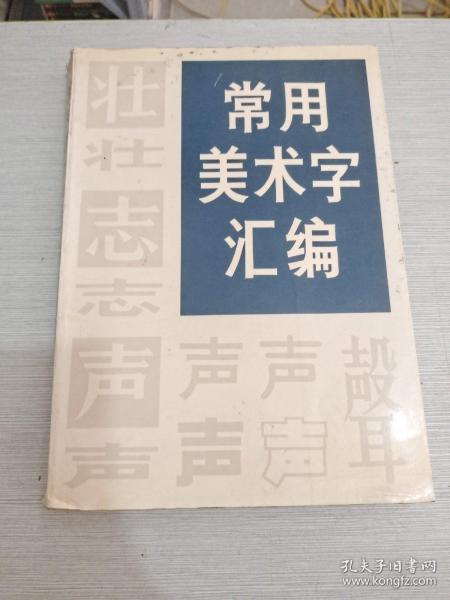 常用
美术字
汇编
壮
壮
志
志
声 声 声 聲
声 声 声
孔夫子旧书网
www.kongfz.com